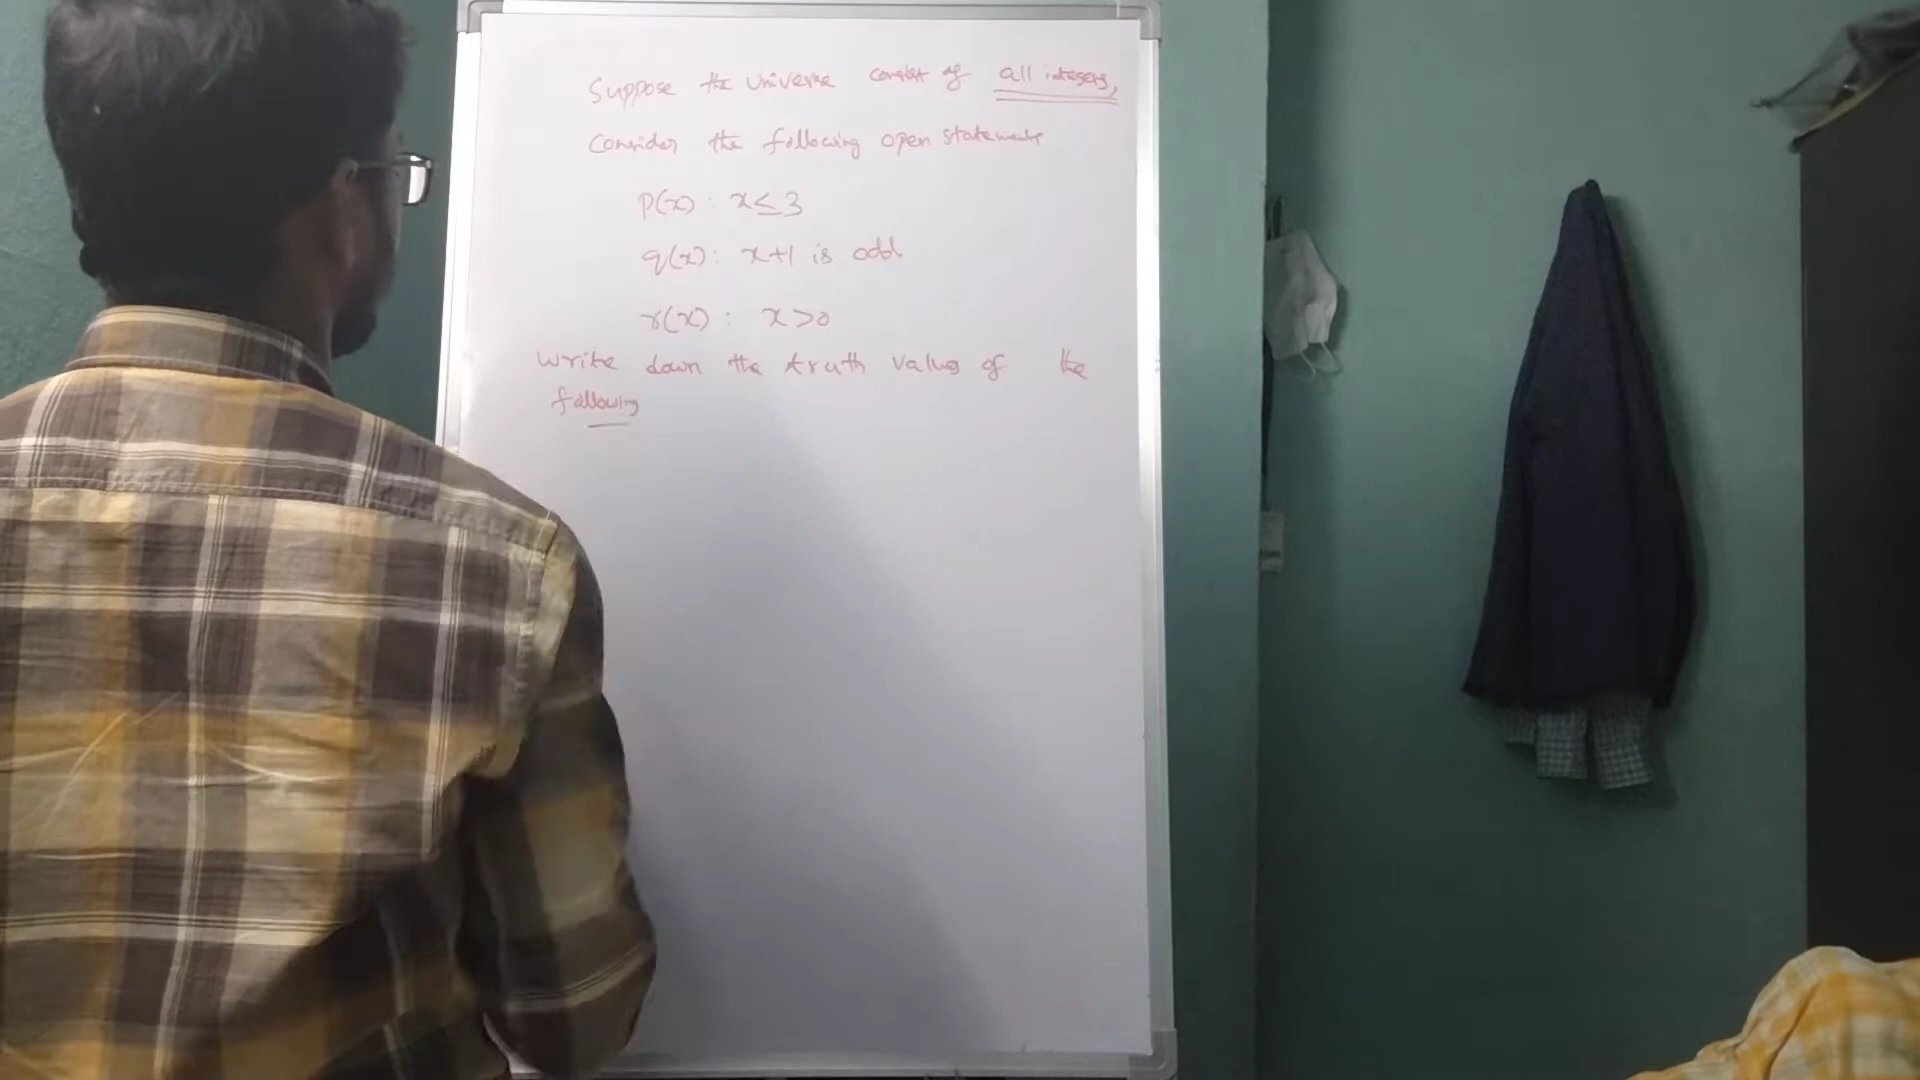 Suppose the Universe consist of all integers,
Consider the following open statements
p(x) : x ≤ 3
q(x) : x+1 is odd
r(x) : x > 0
Write down the truth values of the
following